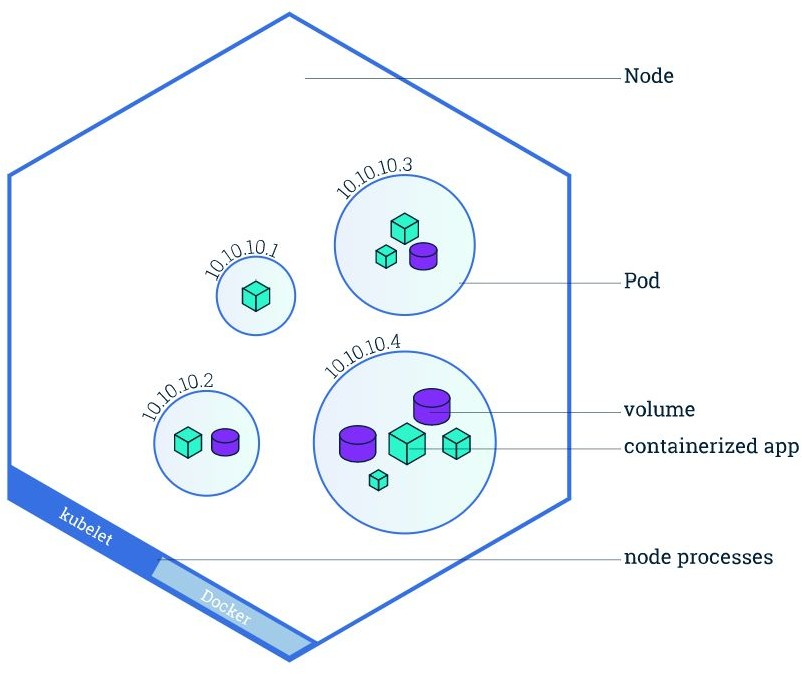 Node
10.10.10.3
10.10.10.1
Pod
10.10.10.4
10.10.10.2
volume
containerized app
kubelet
node processes
Docker